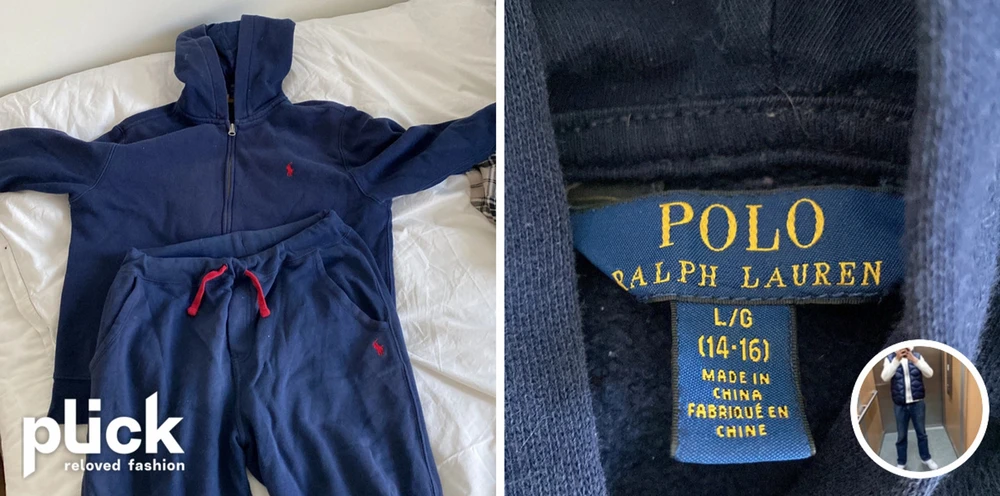 plick
reloved fashion
POLO
RALPH LAUREN
L/G
(14-16)
MADE IN
CHINA
FABRIQUÉ EN
CHINE